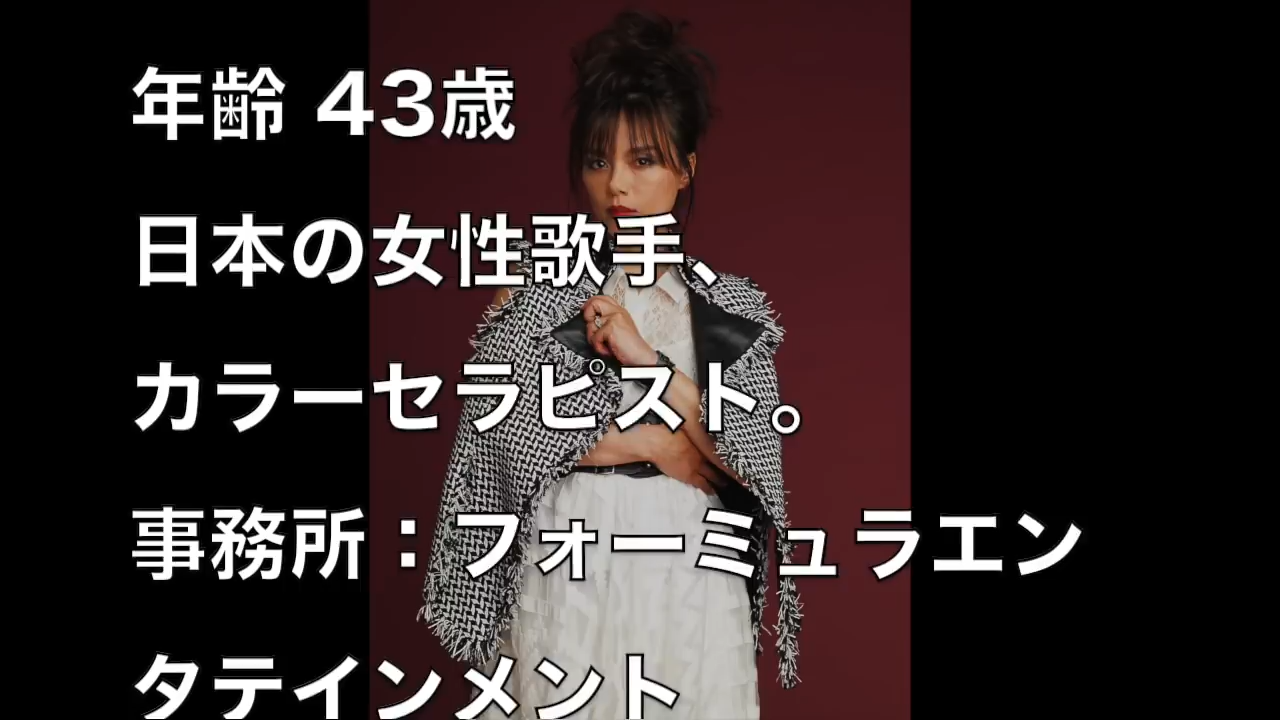 年齢 43歳
日本の女性歌手、
カラーセラピスト。
事務所：フォーミュラエン
タテインメント